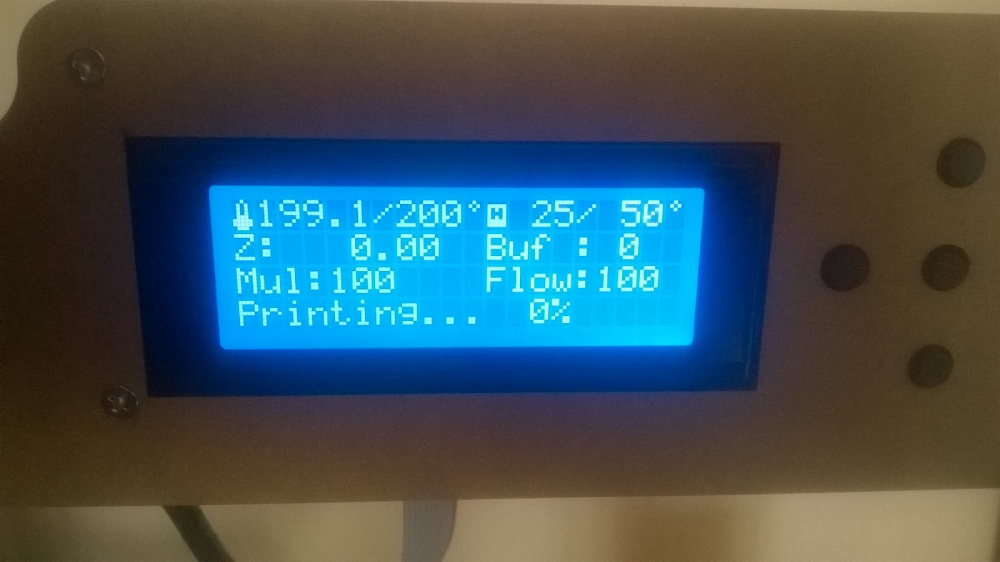 199.1/200° 25/ 50°
Z: 0.00 Buf : 0
Mul:100 Flow:100
Printing... 0%